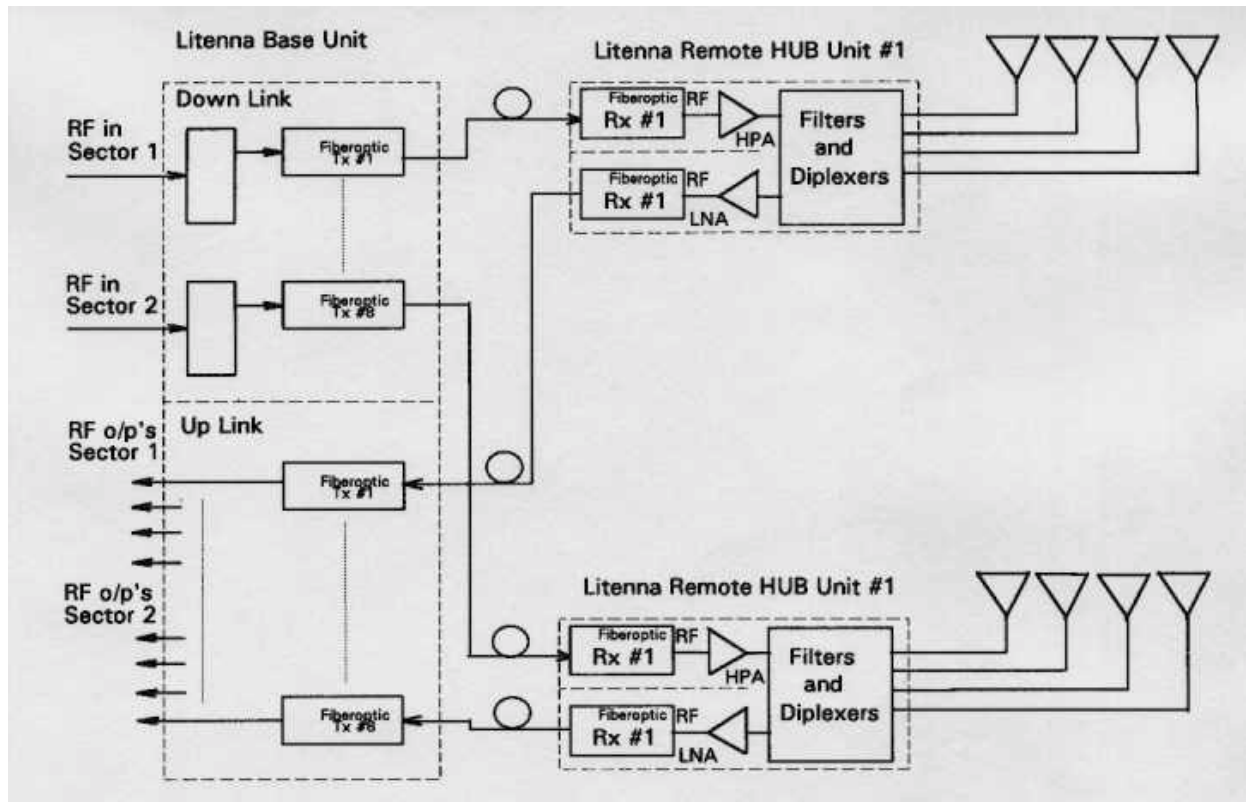 Litenna Base Unit
Litenna Remote HUB Unit #1
Down Link
RF in
Sector 1
Fiberoptic
Tx #1
Fiberoptic
Rx #1
RF
HPA
Filters
and
Diplexers
Fiberoptic
Rx #1
RF
LNA
RF in
Sector 2
Fiberoptic
Tx #8
Up Link
RF o/p's
Sector 1
Fiberoptic
Tx #1
RF o/p's
Sector 2
Litenna Remote HUB Unit #1
Fiberoptic
Rx #1
RF
HPA
Filters
and
Diplexers
Fiberoptic
Rx #1
RF
LNA
Fiberoptic